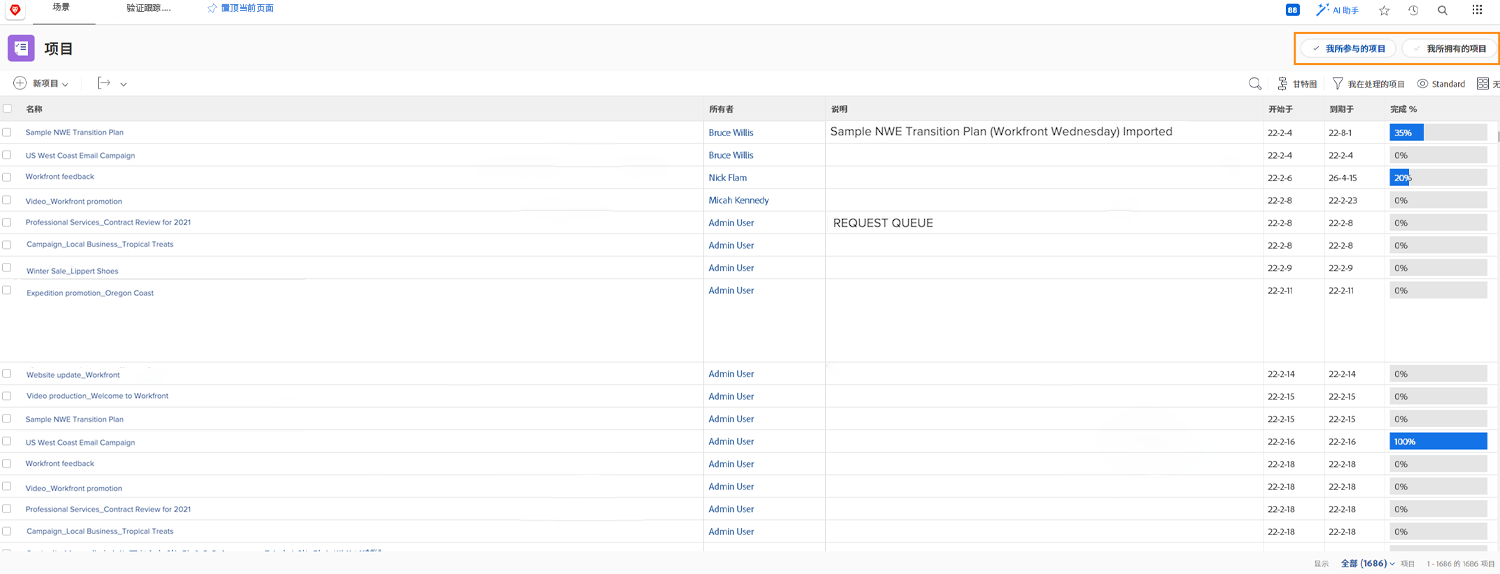 场景 验证跟踪.... 置顶当前页面 88 AI 助手
项目 我所参与的项目 我所拥有的项目
新项目 甘特图 我在处理的项目 Standard 无
名称 所有者 说明 开始于 到期于 完成 %
Sample NWE Transition Plan Bruce Willis Sample NWE Transition Plan (Workfront Wednesday) Imported 22-2-4 22-8-1 35%
US West Coast Email Campaign Bruce Willis 22-2-4 22-2-4 0%
Workfront feedback Nick Flam 22-2-6 26-4-15 20%
Video_Workfront promotion Micah Kennedy 22-2-8 22-2-23 0%
Professional Services_Contract Review for 2021 Admin User REQUEST QUEUE 22-2-8 22-2-8 0%
Campaign_Local Business_Tropical Treats Admin User 22-2-8 22-2-8 0%
Winter Sale_Lippert Shoes Admin User 22-2-9 22-2-9 0%
Expedition promotion_Oregon Coast Admin User 22-2-11 22-2-11 0%
Website update_Workfront Admin User 22-2-14 22-2-14 0%
Video production_Welcome to Workfront Admin User 22-2-15 22-2-15 0%
Sample NWE Transition Plan Admin User 22-2-15 22-2-15 0%
US West Coast Email Campaign Admin User 22-2-16 22-2-16 100%
Workfront feedback Admin User 22-2-18 22-2-18 0%
Video_Workfront promotion Admin User 22-2-18 22-2-18 0%
Professional Services_Contract Review for 2021 Admin User 22-2-18 22-2-18 0%
Campaign_Local Business_Tropical Treats Admin User 22-2-18 22-2-18 0%
显示 全部 (1686) 项目 1 - 1686 的 1686 项目